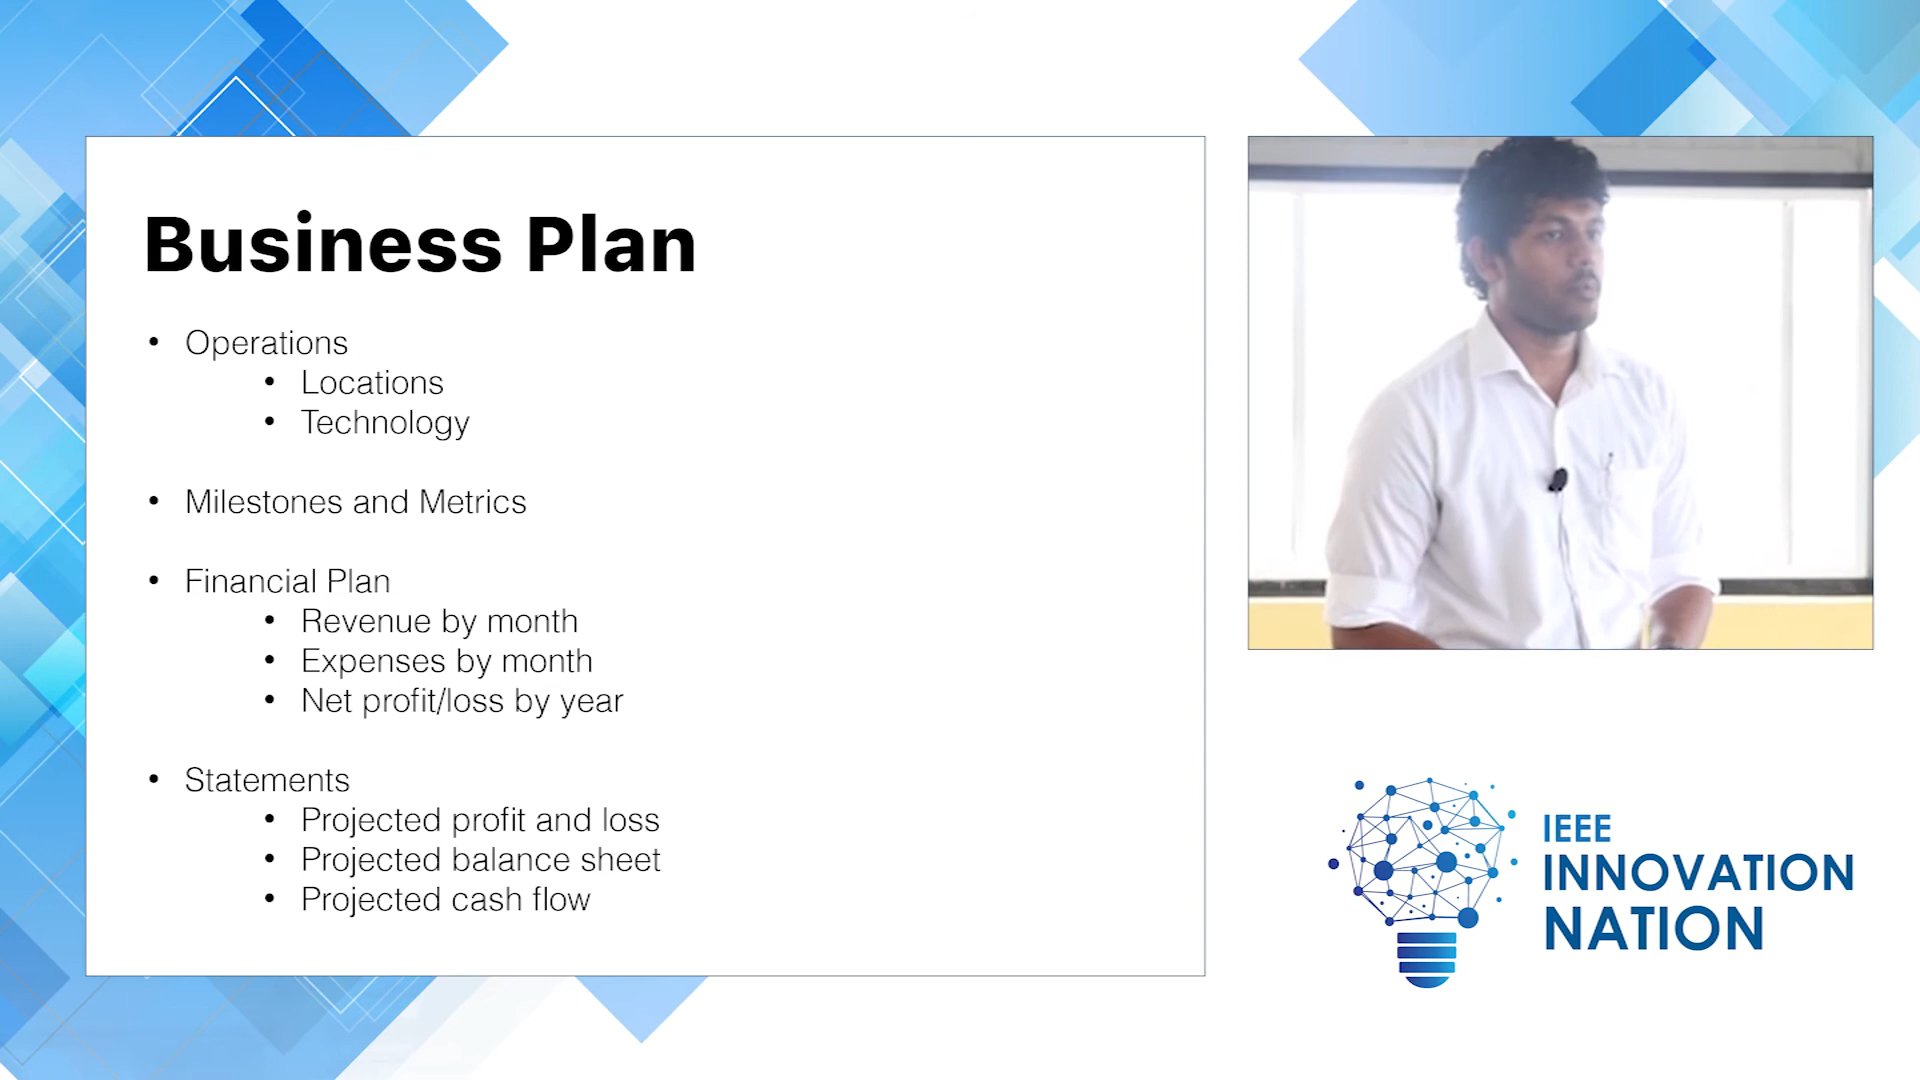 Business Plan
• Operations
• Locations
• Technology
• Milestones and Metrics
• Financial Plan
• Revenue by month
• Expenses by month
• Net profit/loss by year
• Statements
• Projected profit and loss
• Projected balance sheet
• Projected cash flow
IEEE
INNOVATION
NATION